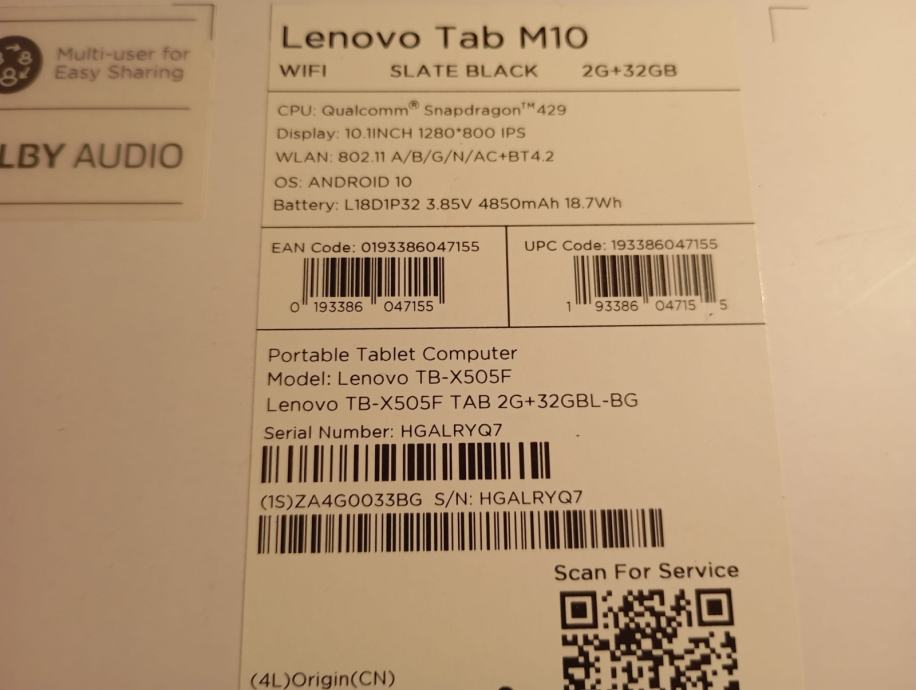 Multi-user for
Easy Sharing
LBY AUDIO
Lenovo Tab M10
WIFI SLATE BLACK 2G+32GB
CPU: Qualcomm® Snapdragon™429
Display: 10.1INCH 1280*800 IPS
WLAN: 802.11 A/B/G/N/AC+BT4.2
OS: ANDROID 10
Battery: L18D1P32 3.85V 4850mAh 18.7Wh
EAN Code: 0193386047155
0 193386 047155
UPC Code: 193386047155
1 93386 04715 5
Portable Tablet Computer
Model: Lenovo TB-X505F
Lenovo TB-X505F TAB 2G+32GBL-BG
Serial Number: HGALRYQ7
(1S)ZA4G0033BG S/N: HGALRYQ7
Scan For Service
(4L)Origin(CN)